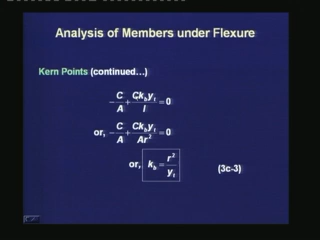 Analysis of Members under Flexure
Kern Points (continued…)
-C/A + Ck_b y_t/I = 0
or, -C/A + Ck_b y_t/Ar² = 0
or, k_b = r²/y_t (3c-3)